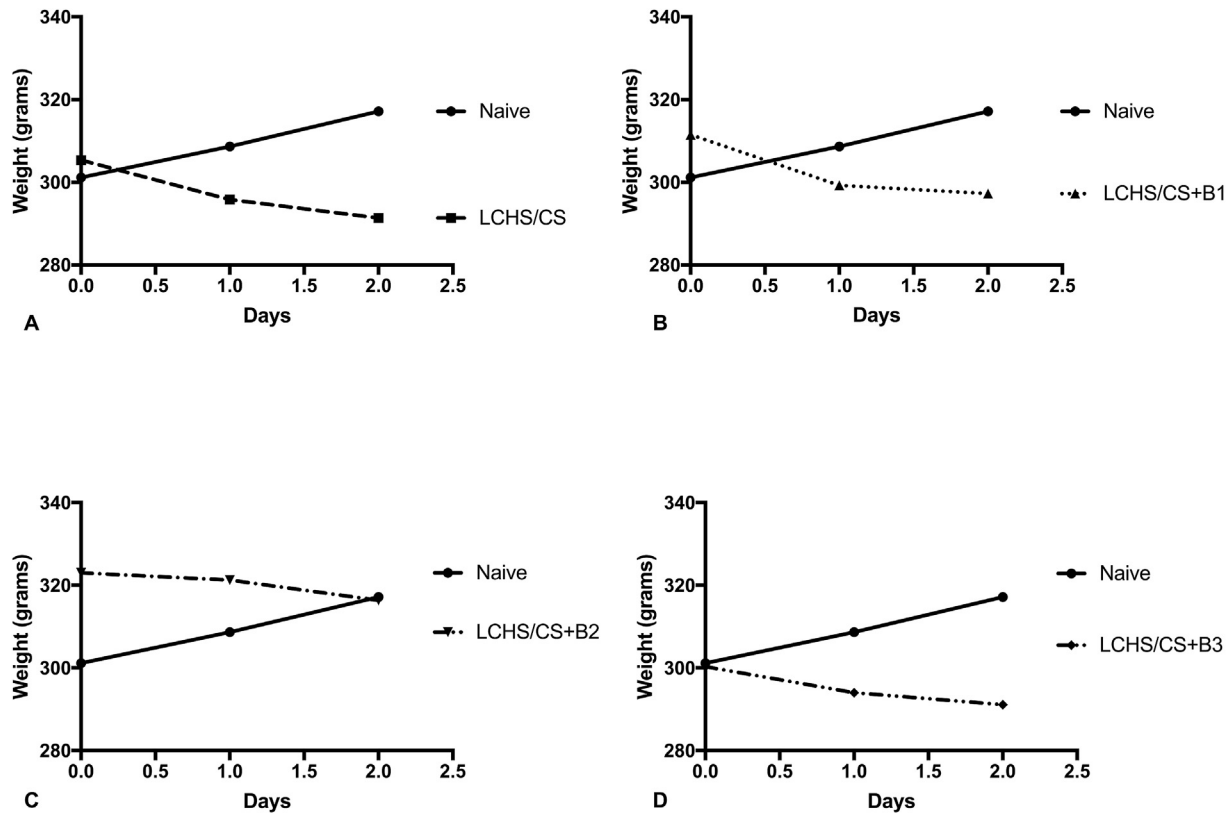 340
320
300
280
Weight (grams)
0.0 0.5 1.0 1.5 2.0 2.5
Days
Naive
LCHS/CS
A
340
320
300
280
Weight (grams)
0.0 0.5 1.0 1.5 2.0 2.5
Days
Naive
LCHS/CS+B1
B
340
320
300
280
Weight (grams)
0.0 0.5 1.0 1.5 2.0 2.5
Days
Naive
LCHS/CS+B2
C
340
320
300
280
Weight (grams)
0.0 0.5 1.0 1.5 2.0 2.5
Days
Naive
LCHS/CS+B3
D